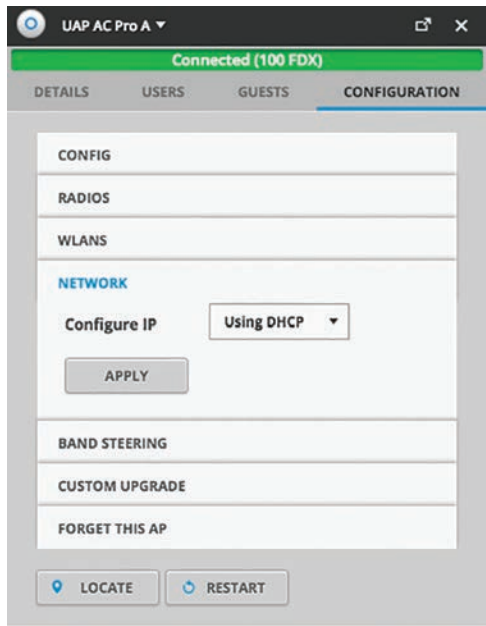 UAP AC Pro A
Connected (100 FDX)
DETAILS USERS GUESTS CONFIGURATION
CONFIG
RADIOS
WLANS
NETWORK
Configure IP Using DHCP
APPLY
BAND STEERING
CUSTOM UPGRADE
FORGET THIS AP
LOCATE RESTART